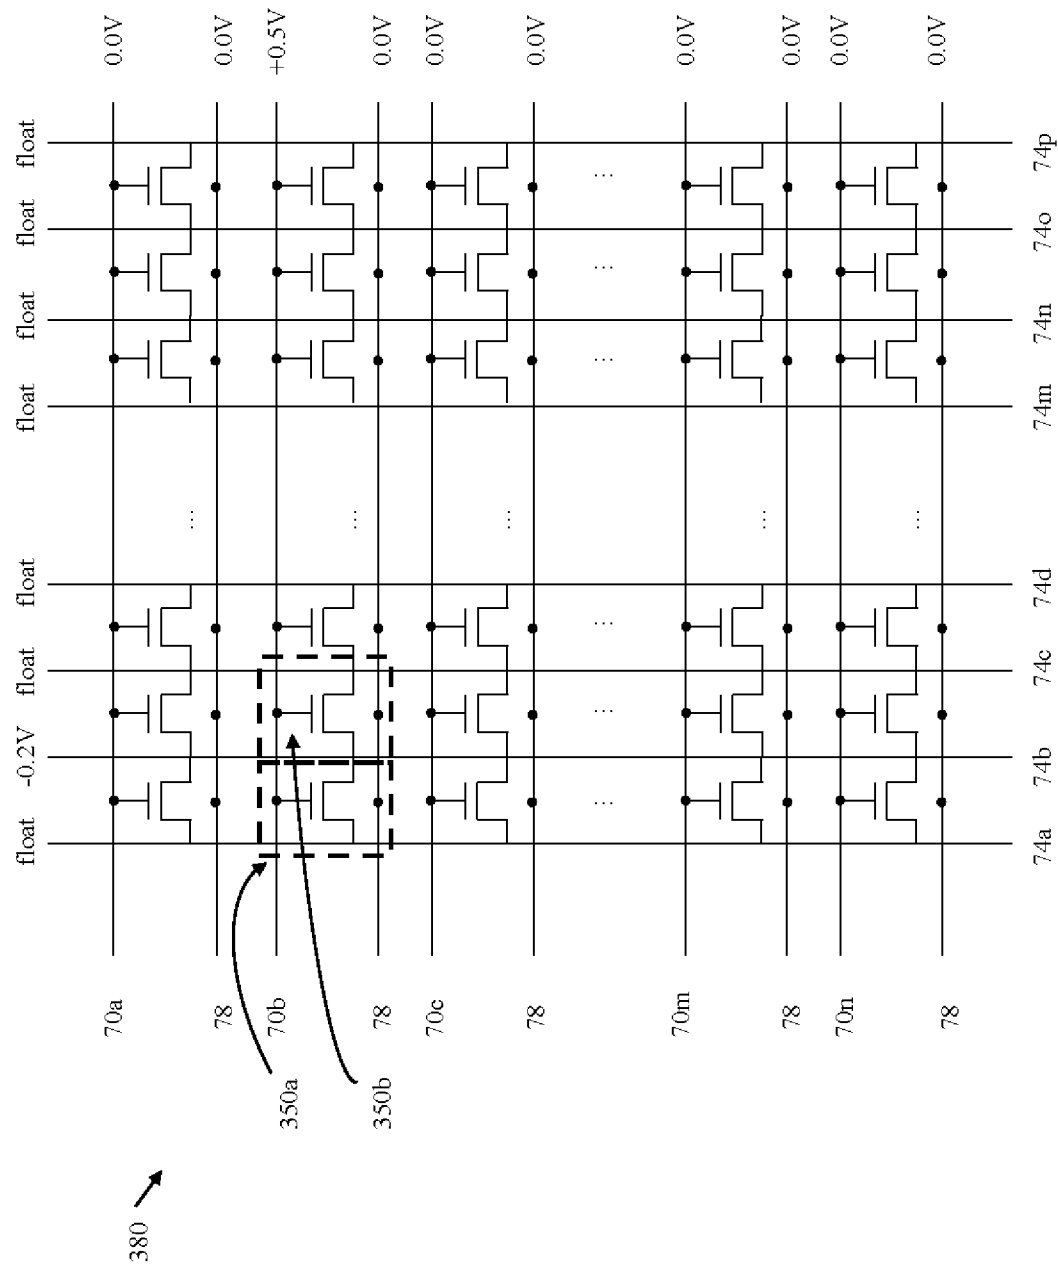 float -0.2V float float float float float float
70a 0.0V
78 0.0V
70b +0.5V
78 0.0V
70c 0.0V
78 0.0V
... ... ... ... ... ...
70m 0.0V
78 0.0V
70n 0.0V
78 0.0V
... ... ... ... ...
74a 74b 74c 74d 74m 74n 74o 74p
350a
350b
380